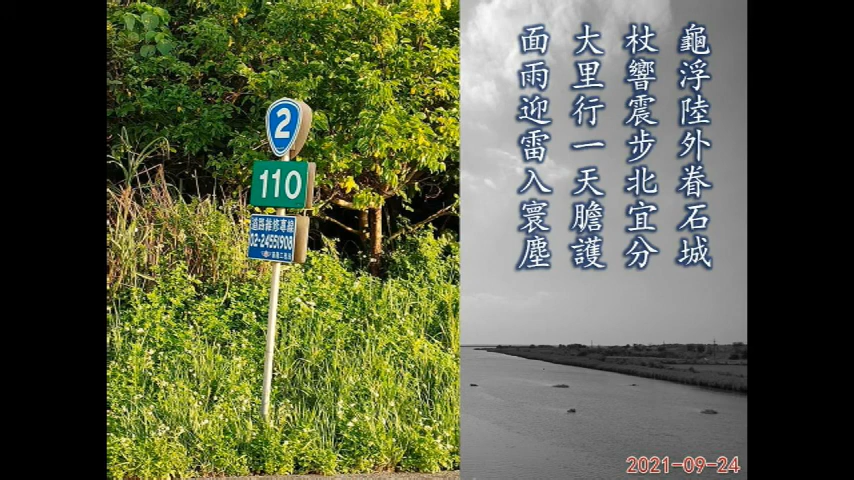 2
110
道路維修專線
02-24551908
龜浮陸外眷石城
杖響震步北宜分
大里行一天膽護
面雨迎雷入寰塵
2021-09-24